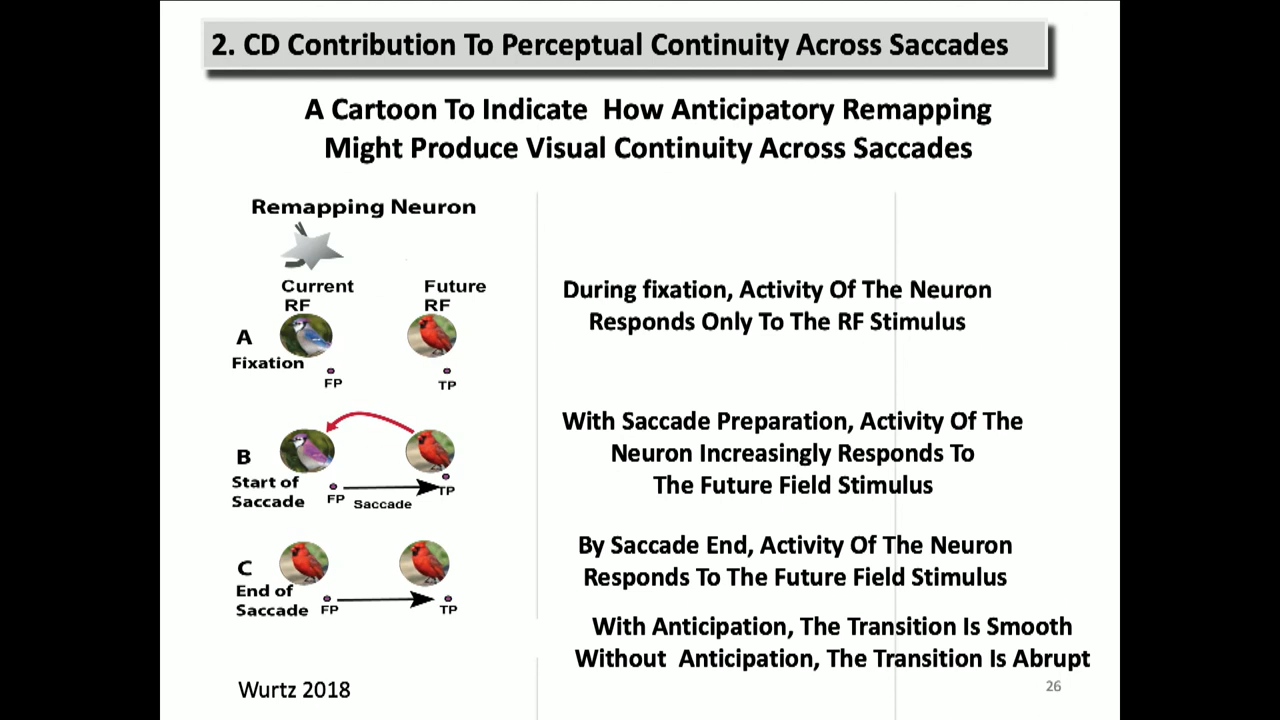 2. CD Contribution To Perceptual Continuity Across Saccades
A Cartoon To Indicate How Anticipatory Remapping
Might Produce Visual Continuity Across Saccades
Remapping Neuron
Current
RF
Future
RF
A
Fixation
FP
TP
During fixation, Activity Of The Neuron
Responds Only To The RF Stimulus
B
Start of
Saccade
FP
Saccade
TP
With Saccade Preparation, Activity Of The
Neuron Increasingly Responds To
The Future Field Stimulus
C
End of
Saccade
FP
TP
By Saccade End, Activity Of The Neuron
Responds To The Future Field Stimulus
With Anticipation, The Transition Is Smooth
Without Anticipation, The Transition Is Abrupt
Wurtz 2018
26